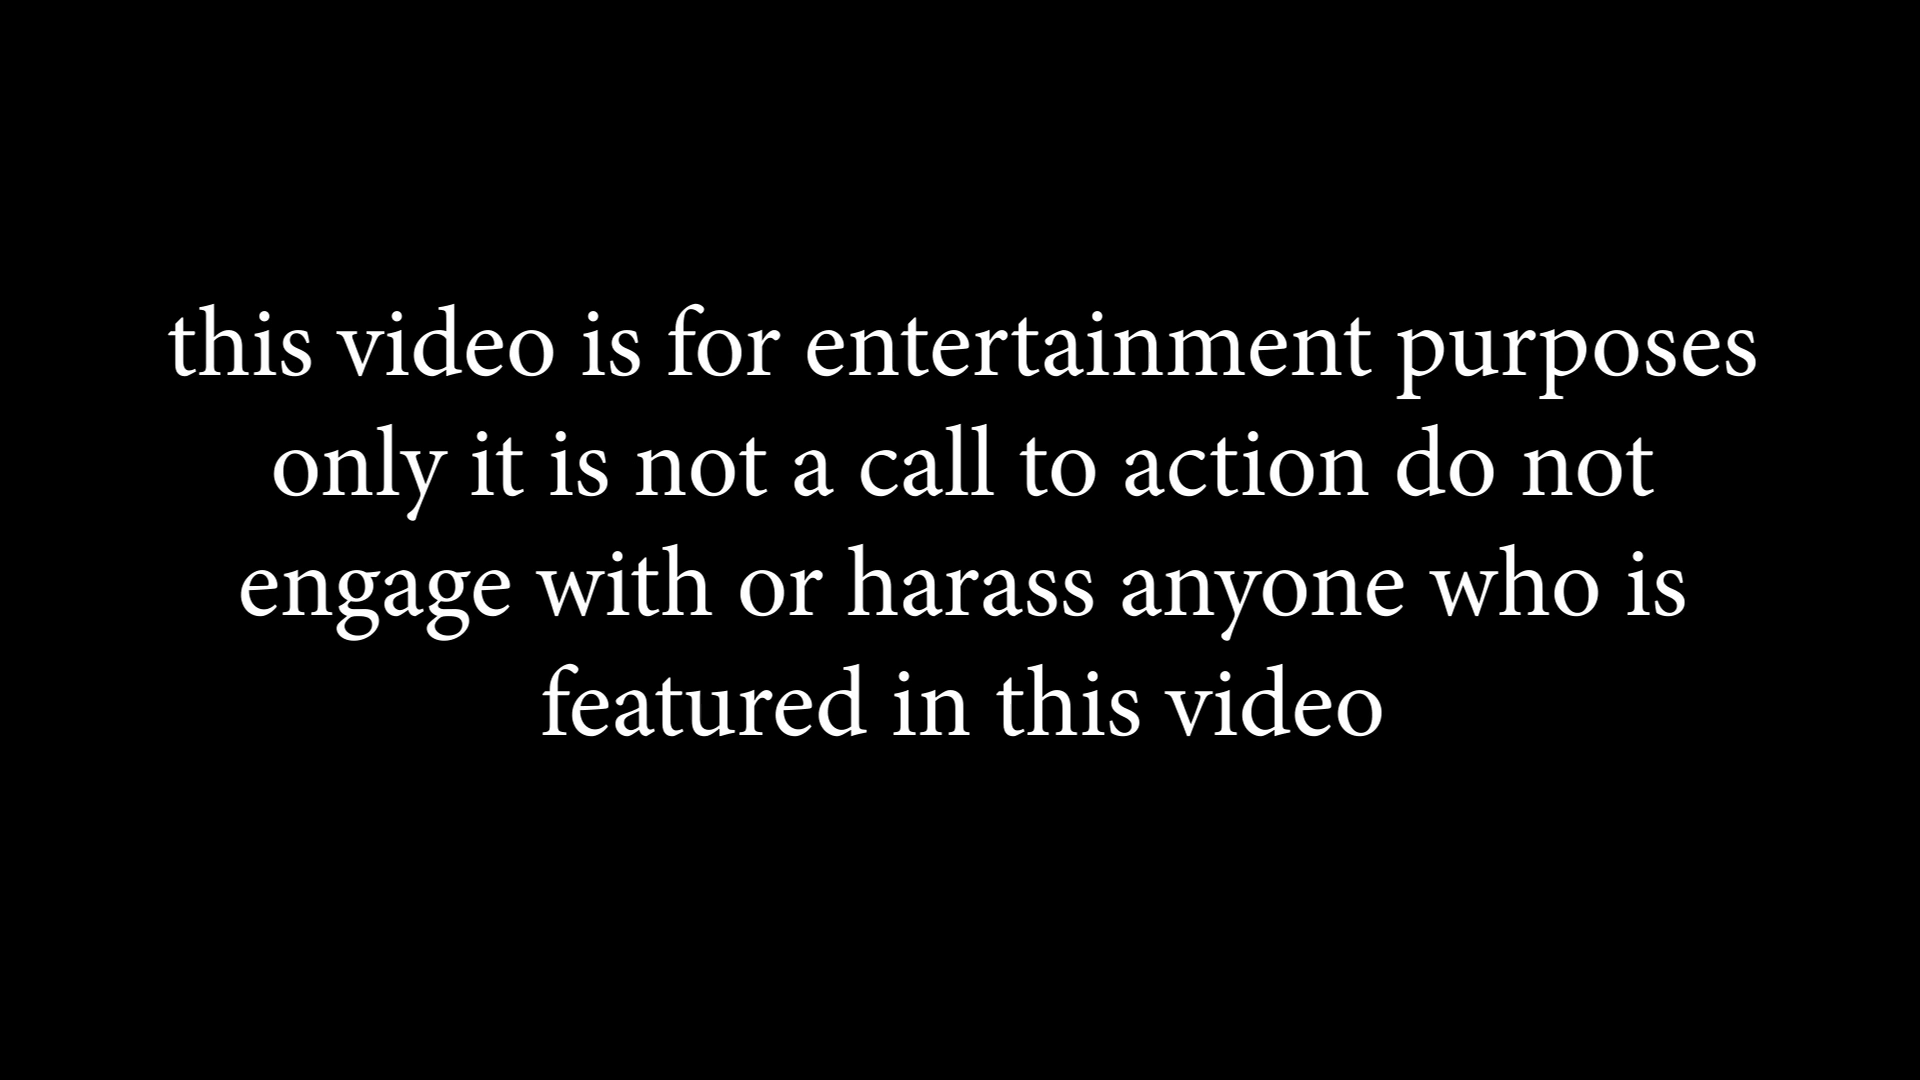 this video is for entertainment purposes
only it is not a call to action do not
engage with or harass anyone who is
featured in this video